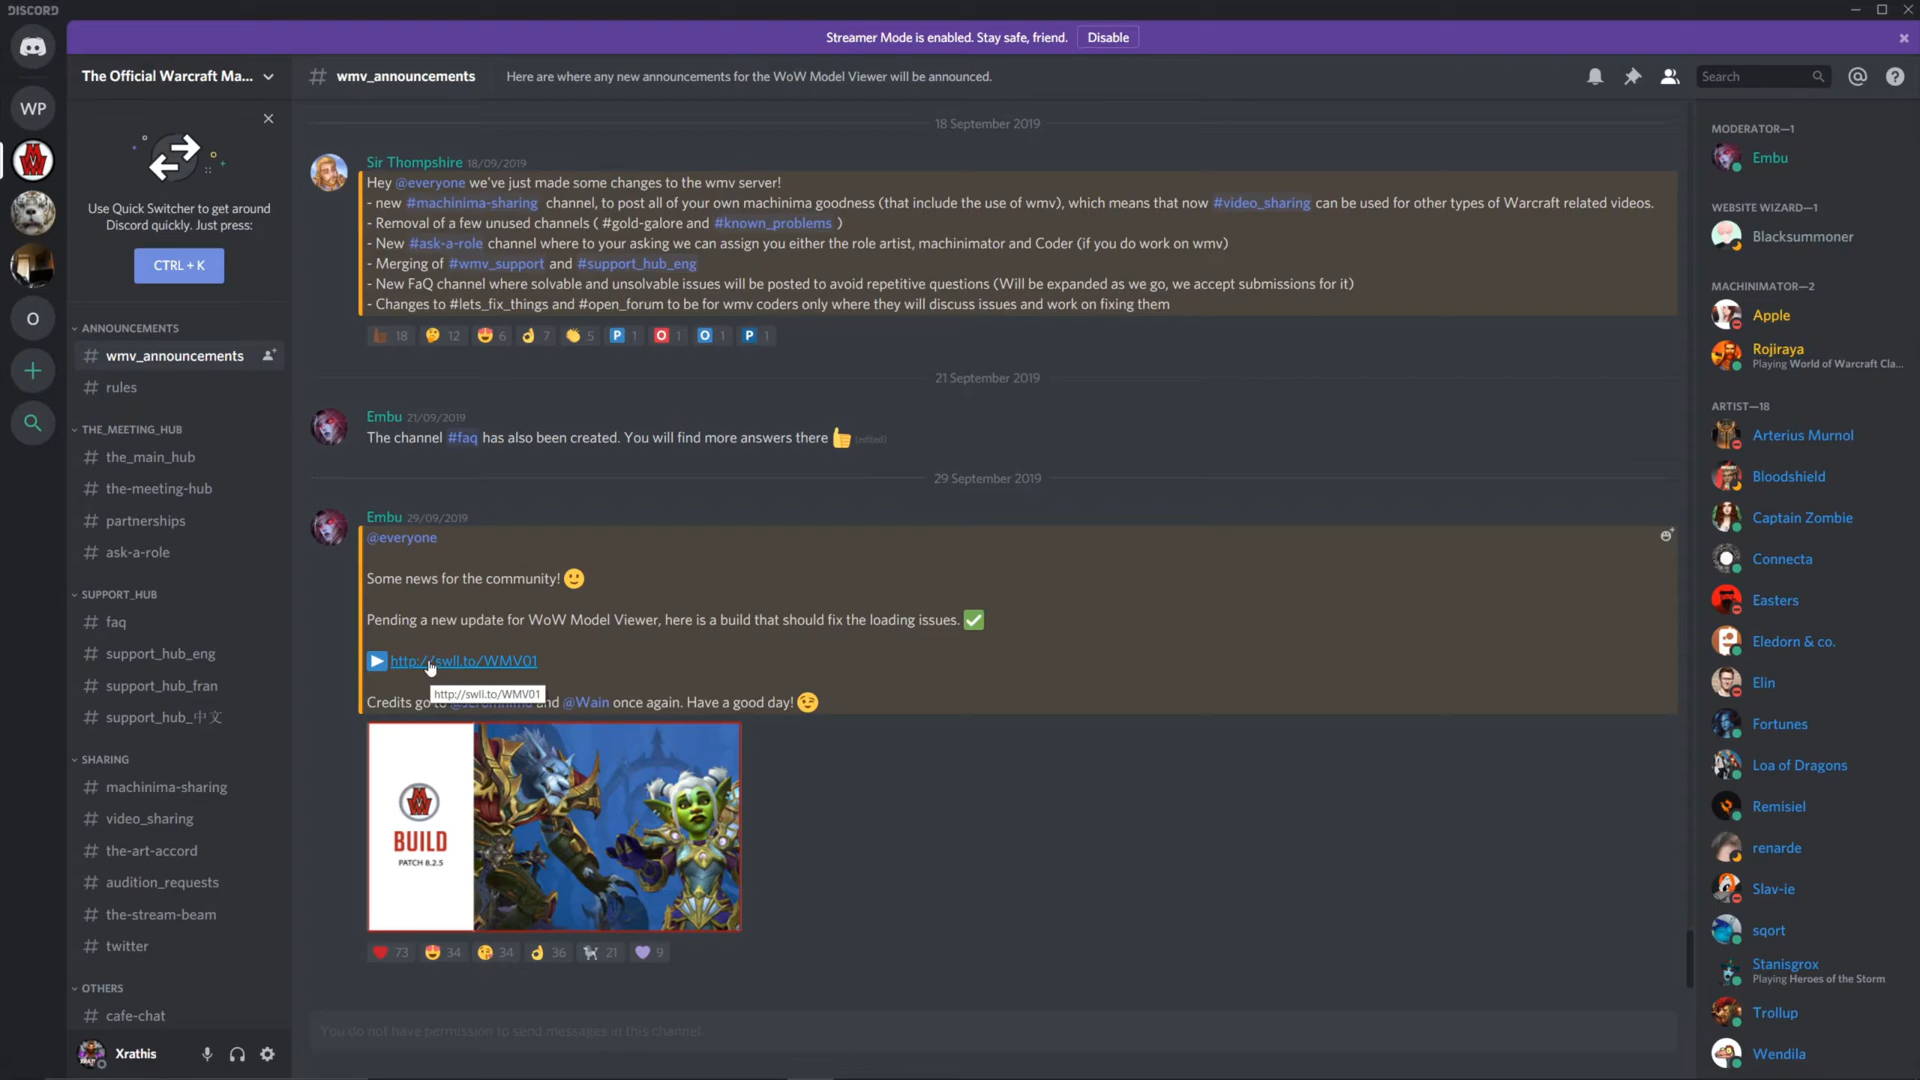 DISCORD
Streamer Mode is enabled. Stay safe, friend. Disable
WP
O
The Official Warcraft Ma...
Use Quick Switcher to get around
Discord quickly. Just press:
CTRL + K
ANNOUNCEMENTS
# wmv_announcements
# rules
THE_MEETING_HUB
# the_main_hub
# the-meeting-hub
# partnerships
# ask-a-role
SUPPORT_HUB
# faq
# support_hub_eng
# support_hub_fran
# support_hub_中文
SHARING
# machinima-sharing
# video_sharing
# the-art-accord
# audition_requests
# the-stream-beam
# twitter
OTHERS
# cafe-chat
Xrathis
# wmv_announcements Here are where any new announcements for the WoW Model Viewer will be announced.
Search
18 September 2019
Sir Thompshire 18/09/2019
Hey @everyone we've just made some changes to the wmv server!
- new #machinima-sharing channel, to post all of your own machinima goodness (that include the use of wmv), which means that now #video_sharing can be used for other types of Warcraft related videos.
- Removal of a few unused channels ( #gold-galore and #known_problems )
- New #ask-a-role channel where to your asking we can assign you either the role artist, machinimator and Coder (if you do work on wmv)
- Merging of #wmv_support and #support_hub_eng
- New FaQ channel where solvable and unsolvable issues will be posted to avoid repetitive questions (Will be expanded as we go, we accept submissions for it)
- Changes to #lets_fix_things and #open_forum to be for wmv coders only where they will discuss issues and work on fixing them
18 12 6 7 5 P 1 O 1 O 1 P 1
21 September 2019
Embu 21/09/2019
The channel #faq has also been created. You will find more answers there (edited)
29 September 2019
Embu 29/09/2019
@everyone
Some news for the community!
Pending a new update for WoW Model Viewer, here is a build that should fix the loading issues.
http://swll.to/WMV01
http://swll.to/WMV01
Credits go to and @Wain once again. Have a good day!
BUILD
PATCH 8.2.5
73 34 34 36 21 9
You do not have permission to send messages in this channel.
MODERATOR—1
Embu
WEBSITE WIZARD—1
Blacksummoner
MACHINIMATOR—2
Apple
Rojiraya
Playing World of Warcraft Cla...
ARTIST—18
Arterius Murnol
Bloodshield
Captain Zombie
Connecta
Easters
Eledorn & co.
Elin
Fortunes
Loa of Dragons
Remisiel
renarde
Slav-ie
sqort
Stanisgrox
Playing Heroes of the Storm
Trollup
Wendila